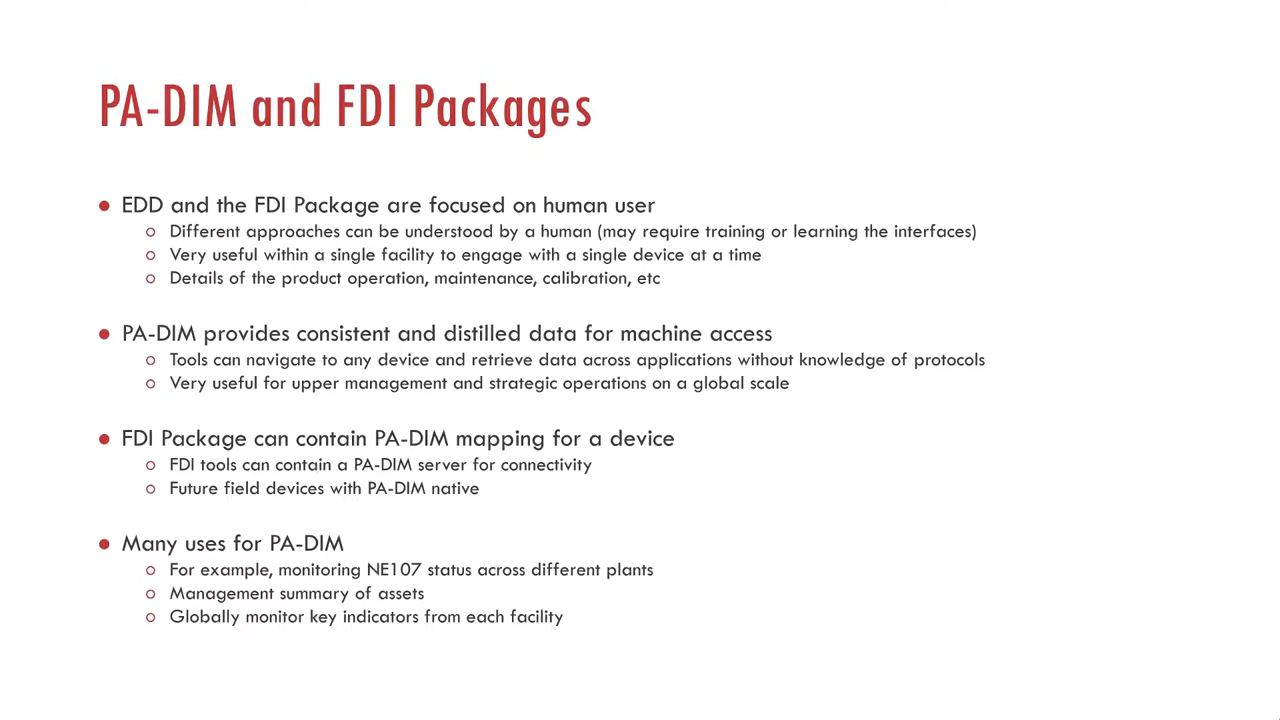 PA-DIM and FDI Packages
● EDD and the FDI Package are focused on human user
○ Different approaches can be understood by a human (may require training or learning the interfaces)
○ Very useful within a single facility to engage with a single device at a time
○ Details of the product operation, maintenance, calibration, etc
● PA-DIM provides consistent and distilled data for machine access
○ Tools can navigate to any device and retrieve data across applications without knowledge of protocols
○ Very useful for upper management and strategic operations on a global scale
● FDI Package can contain PA-DIM mapping for a device
○ FDI tools can contain a PA-DIM server for connectivity
○ Future field devices with PA-DIM native
● Many uses for PA-DIM
○ For example, monitoring NE107 status across different plants
○ Management summary of assets
○ Globally monitor key indicators from each facility